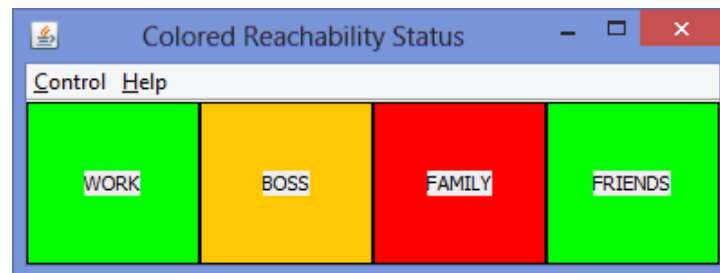 Colored Reachability Status
Control Help
WORK BOSS FAMILY FRIENDS